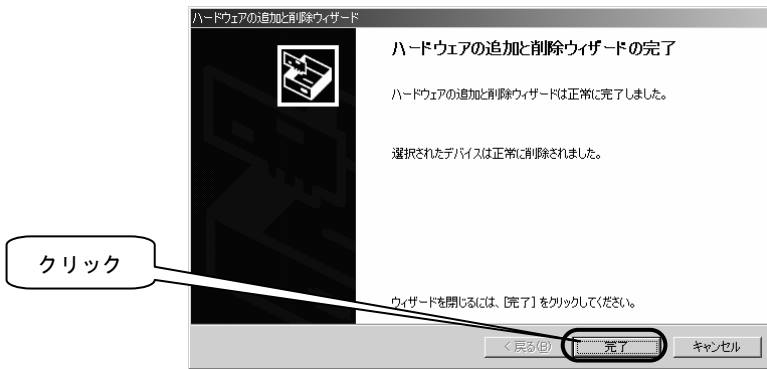 ハードウェアの追加と削除ウィザード
ハードウェアの追加と削除ウィザードの完了
ハードウェアの追加と削除ウィザードは正常に完了しました。
選択されたデバイスは正常に削除されました。
クリック
ウィザードを閉じるには、[完了] をクリックしてください。
< 戻る(B) 完了 キャンセル